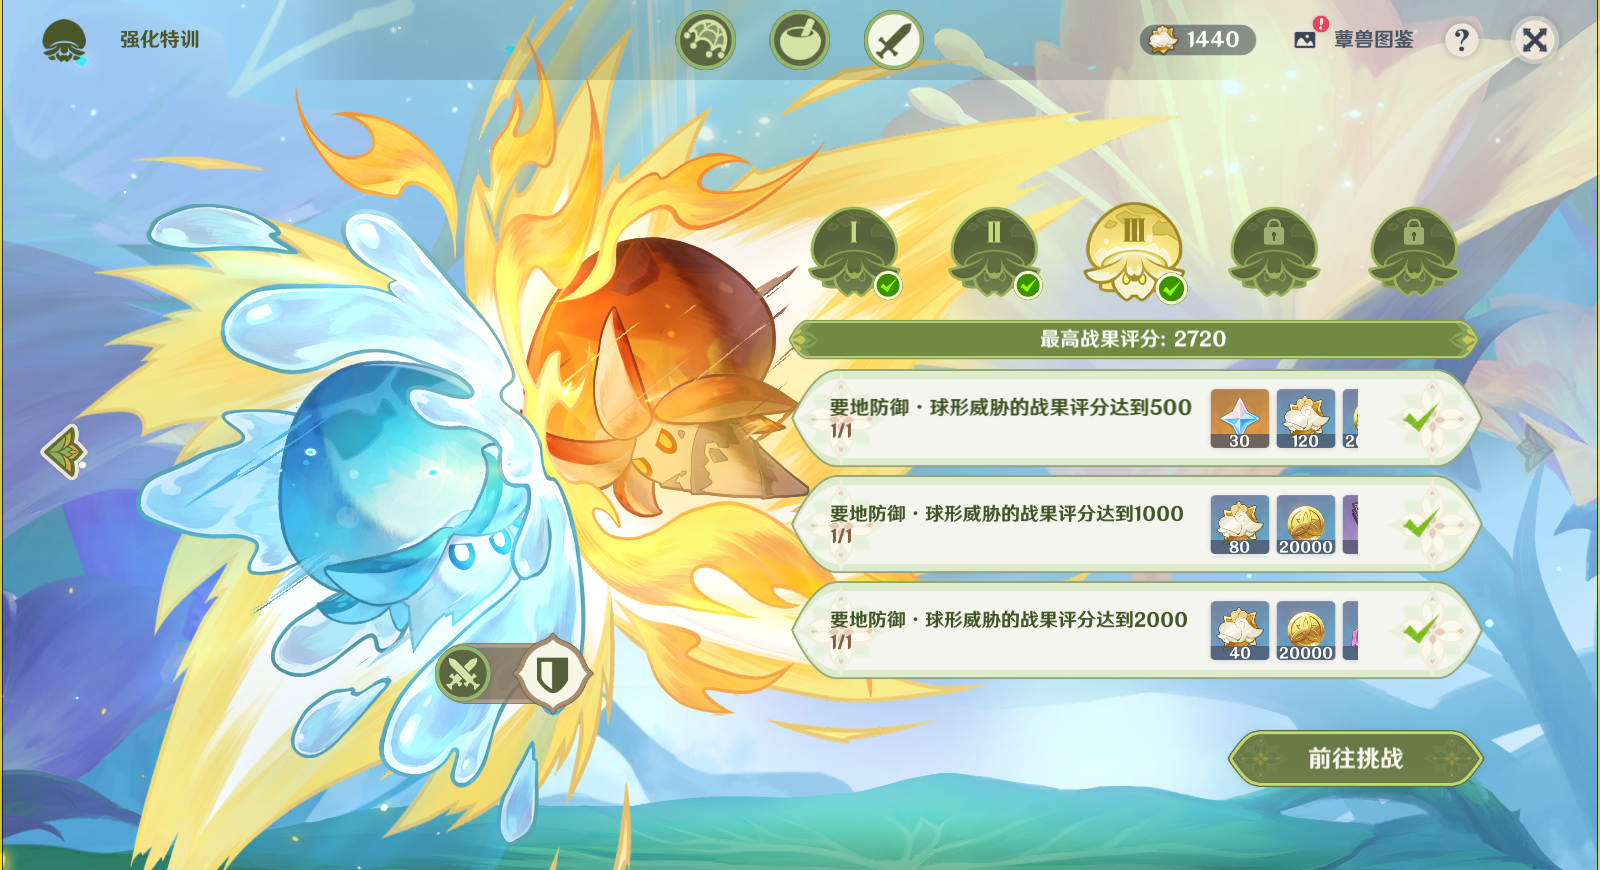 强化特训
1440
蕈兽图鉴
?
I
II
III
最高战果评分: 2720
要地防御·球形威胁的战果评分达到500
1/1
30
120
要地防御·球形威胁的战果评分达到1000
1/1
80
20000
要地防御·球形威胁的战果评分达到2000
1/1
40
20000
前往挑战